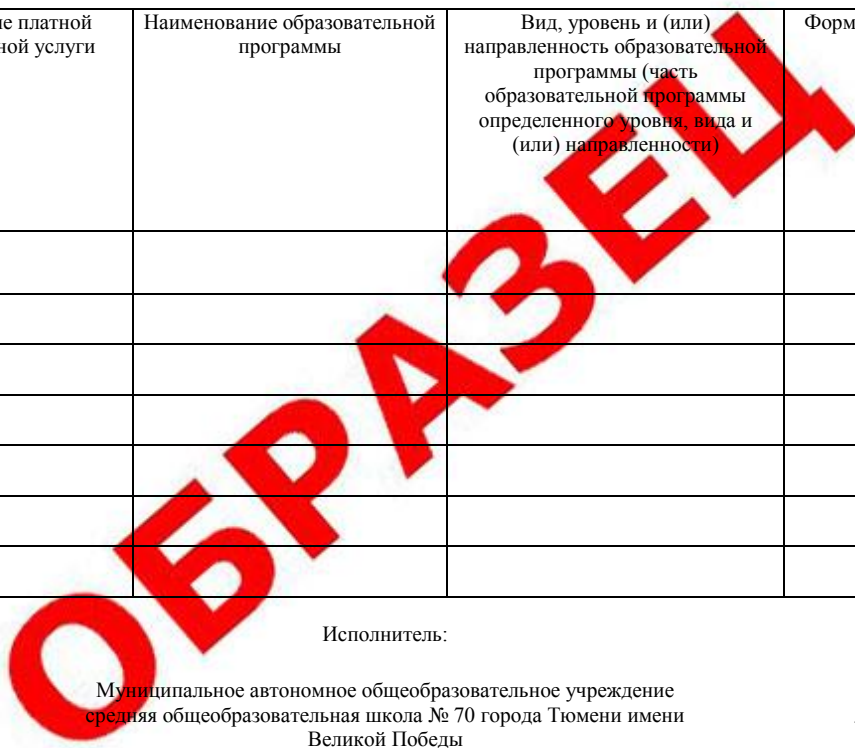 е платной
ной услуги
Наименование образовательной
программы
Вид, уровень и (или)
направленность образовательной
программы (часть
образовательной программы
определенного уровня, вида и
(или) направленности)
Форм
ОБРАЗЕЦ
Исполнитель:
Муниципальное автономное общеобразовательное учреждение
средняя общеобразовательная школа № 70 города Тюмени имени
Великой Победы